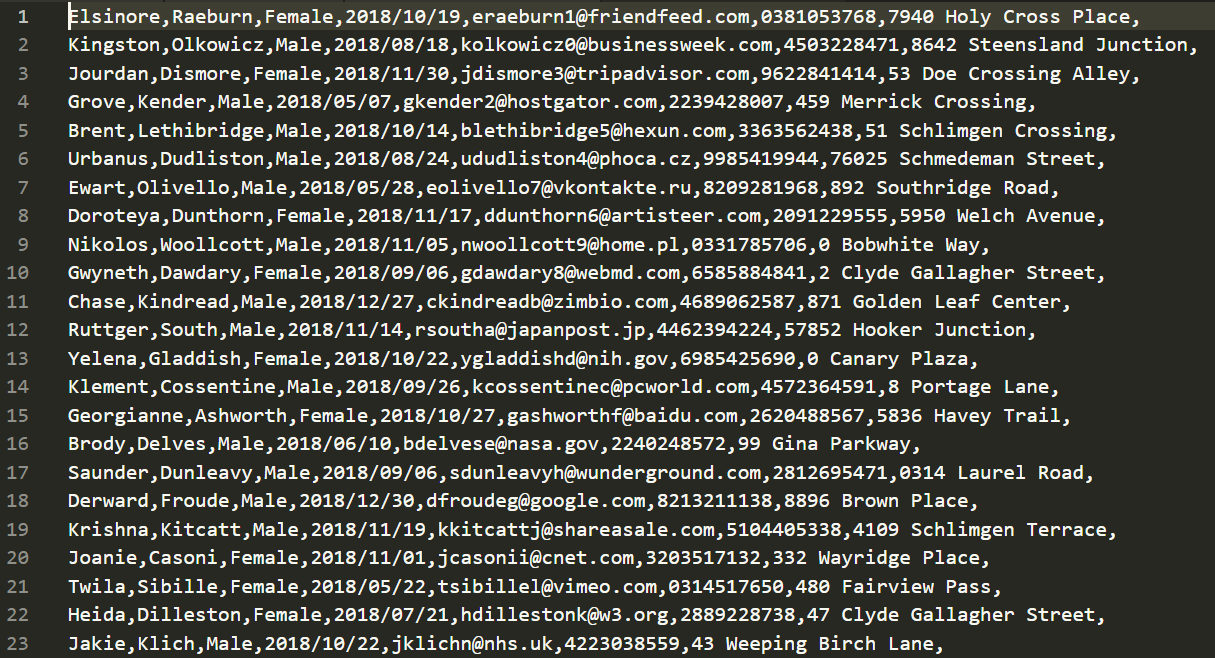 1 Elsinore,Raeburn,Female,2018/10/19,eraeburn1@friendfeed.com,0381053768,7940 Holy Cross Place,
2 Kingston,Olkowicz,Male,2018/08/18,kolkowicz0@businessweek.com,4503228471,8642 Steensland Junction,
3 Jourdan,Dismore,Female,2018/11/30,jdismore3@tripadvisor.com,9622841414,53 Doe Crossing Alley,
4 Grove,Kender,Male,2018/05/07,gkender2@hostgator.com,2239428007,459 Merrick Crossing,
5 Brent,Lethibridge,Male,2018/10/14,blethibridge5@hexun.com,3363562438,51 Schlimgen Crossing,
6 Urbanus,Dudliston,Male,2018/08/24,ududliston4@phoca.cz,9985419944,76025 Schmedeman Street,
7 Ewart,Olivello,Male,2018/05/28,eolivello7@vkontakte.ru,8209281968,892 Southridge Road,
8 Doroteya,Dunthorn,Female,2018/11/17,ddunthorn6@artisteer.com,2091229555,5950 Welch Avenue,
9 Nikolos,Woollcott,Male,2018/11/05,nwoollcott9@home.pl,0331785706,0 Bobwhite Way,
10 Gwyneth,Dawdary,Female,2018/09/06,gdawdary8@webmd.com,6585884841,2 Clyde Gallagher Street,
11 Chase,Kindread,Male,2018/12/27,ckindreadb@zimbio.com,4689062587,871 Golden Leaf Center,
12 Ruttger,South,Male,2018/11/14,rsoutha@japanpost.jp,4462394224,57852 Hooker Junction,
13 Yelena,Gladdish,Female,2018/10/22,ygladdishd@nih.gov,6985425690,0 Canary Plaza,
14 Klement,Cossentine,Male,2018/09/26,kcossentinec@pcworld.com,4572364591,8 Portage Lane,
15 Georgianne,Ashworth,Female,2018/10/27,gashworthf@baidu.com,2620488567,5836 Havey Trail,
16 Brody,Delves,Male,2018/06/10,bdelvese@nasa.gov,2240248572,99 Gina Parkway,
17 Saunder,Dunleavy,Male,2018/09/06,sdunleavyh@wunderground.com,2812695471,0314 Laurel Road,
18 Derward,Froude,Male,2018/12/30,dfroudeg@google.com,8213211138,8896 Brown Place,
19 Krishna,Kitcatt,Male,2018/11/19,kkitcattj@shareasale.com,5104405338,4109 Schlimgen Terrace,
20 Joanie,Casoni,Female,2018/11/01,jcasonii@cnet.com,3203517132,332 Wayridge Place,
21 Twila,Sibille,Female,2018/05/22,tsibillel@vimeo.com,0314517650,480 Fairview Pass,
22 Heida,Dilleston,Female,2018/07/21,hdillestonk@w3.org,2889228738,47 Clyde Gallagher Street,
23 Jakie,Klich,Male,2018/10/22,jklichn@nhs.uk,4223038559,43 Weeping Birch Lane,